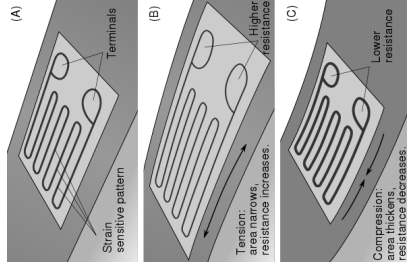 (A)
Terminals
Strain
sensitive pattern
(B)
Higher
resistance
Tension:
area narrows,
resistance increases.
(C)
Lower
resistance
Compression:
area thickens,
resistance decreases.